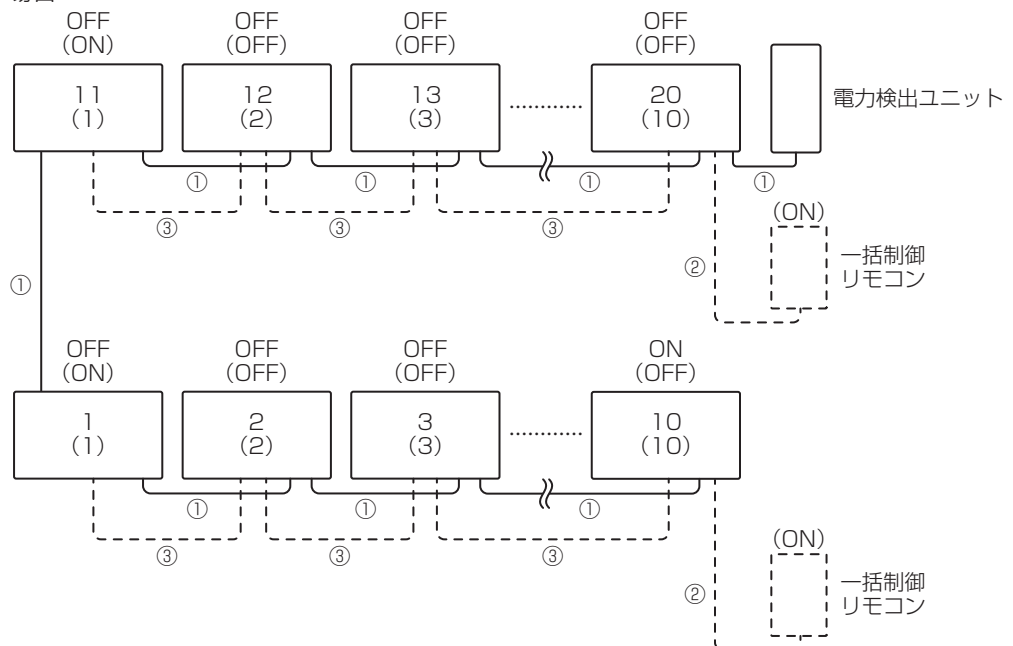 OFF OFF OFF OFF
(ON) (OFF) (OFF) (OFF)
11 12 13 ............ 20 電力検出ユニット
(1) (2) (3) (10)
① ① ① ①
③ ③ ③ (ON)
② 一括制御
リモコン
①
OFF OFF OFF ON
(ON) (OFF) (OFF) (OFF)
1 2 3 ............ 10
(1) (2) (3) (10)
① ① ①
③ ③ ③ (ON)
② 一括制御
リモコン